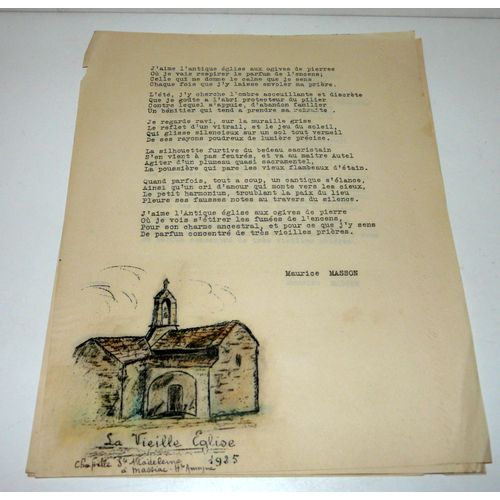 J'aime l'antique église aux ogives de pierres
Où je vais respirer le parfum de l'encens;
Celle qui me donne le calme que je sens
Chaque fois que j'y laisse envoler ma prière.
L'été, j'y cherche l'ombre accueillante et discrète
Que je goûte a l'abri protecteur du pilier
Contre lequel s'appuie, d'abandon familier
Un bénitier qui tend a prendre sa retraite .
Je regarde ravi, sur la muraille grise
Le reflet d'un vitrail, et le jeu du soleil,
Qui glisse silencieux sur un sol tout vermeil
De ses rayons poudreux de lumière précise.
La silhouette furtive du bedeau sacristain
S'en vient à pas feutrés, et va au maitre Autel
Agiter d'un plumeau quasi sacramentel,
La poussière qui pare les vieux flambeaux d'étain.
Quand parfois, tout a coup, un cantique s'élance,
Ainsi qu'un cri d'amour qui monte vers les cieux,
Le petit harmonium, troublant la paix du lieu
Pleure ses fausses notes au travers du silence.
J'aime l'Antique église aux ogives de pierre
Où je vois s'étirer les fumées de l'encens,
Pour son charme ancestral, et pour ce que j'y sens
De parfum concentré de très vieilles prières.
Maurice MASSON
La Vieille Eglise
Chapelle Ste Madeleine 1925
à Massiac - Hte Auvergne